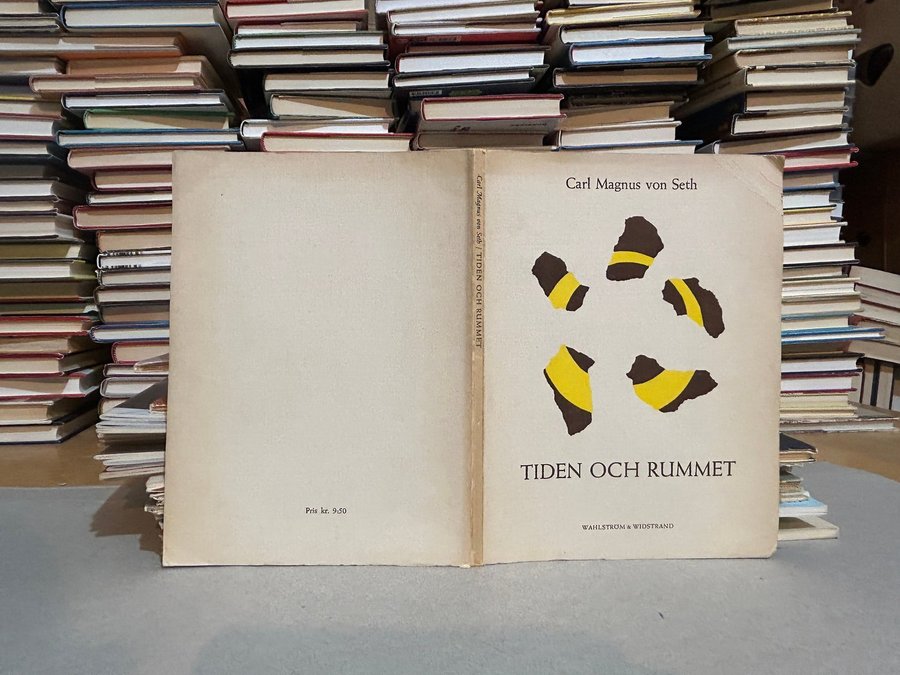 Carl Magnus von Seth
TIDEN OCH RUMMET
WAHLSTRÖM & WIDSTRAND
Carl Magnus von Seth / TIDEN OCH RUMMET
Pris kr. 9:50